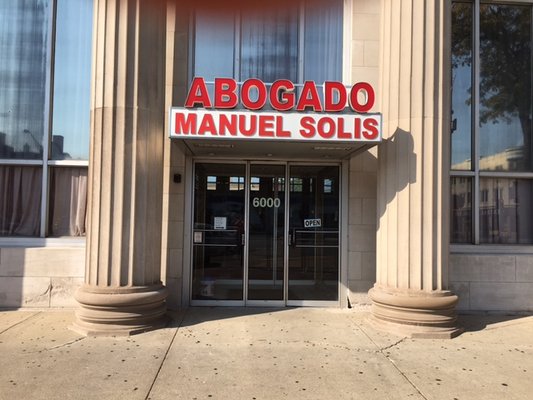 ABOGADO
MANUEL SOLIS
6000
OPEN